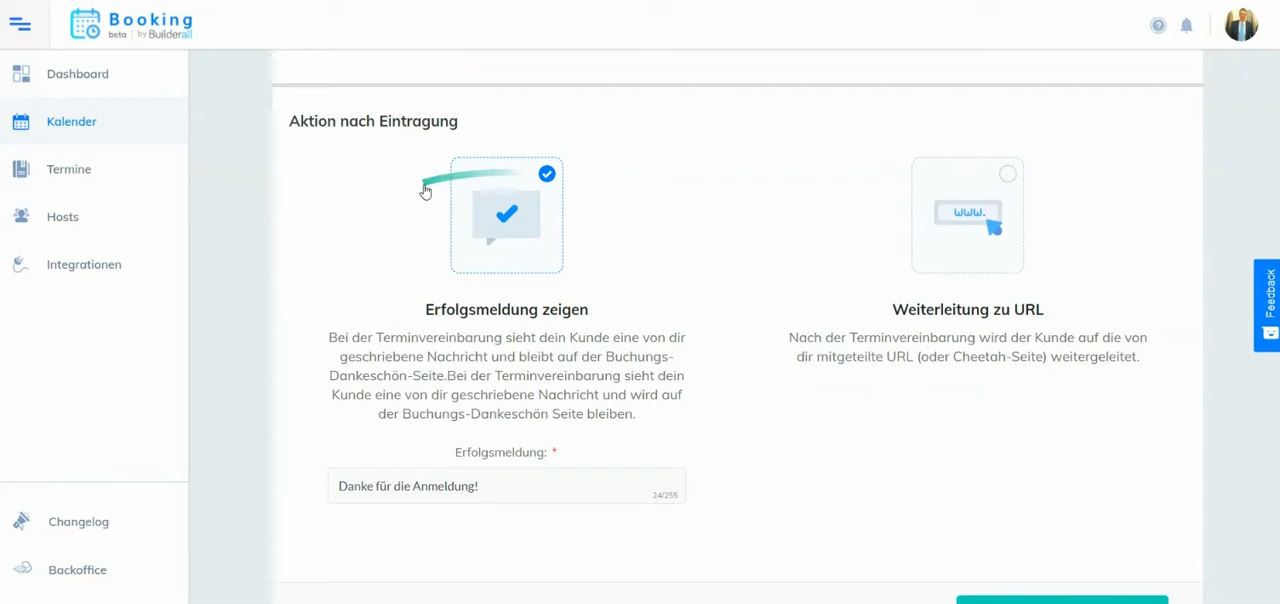 Booking
beta | by Builderall
Dashboard
Kalender
Termine
Hosts
Integrationen
Changelog
Backoffice
Aktion nach Eintragung
Erfolgsmeldung zeigen
Bei der Terminvereinbarung sieht dein Kunde eine von dir
geschriebene Nachricht und bleibt auf der Buchungs-
Dankeschön-Seite.Bei der Terminvereinbarung sieht dein
Kunde eine von dir geschriebene Nachricht und wird auf
der Buchungs-Dankeschön Seite bleiben.
Erfolgsmeldung: *
Danke für die Anmeldung!
24/255
www.
Weiterleitung zu URL
Nach der Terminvereinbarung wird der Kunde auf die von
dir mitgeteilte URL (oder Cheetah-Seite) weitergeleitet.
Feedback